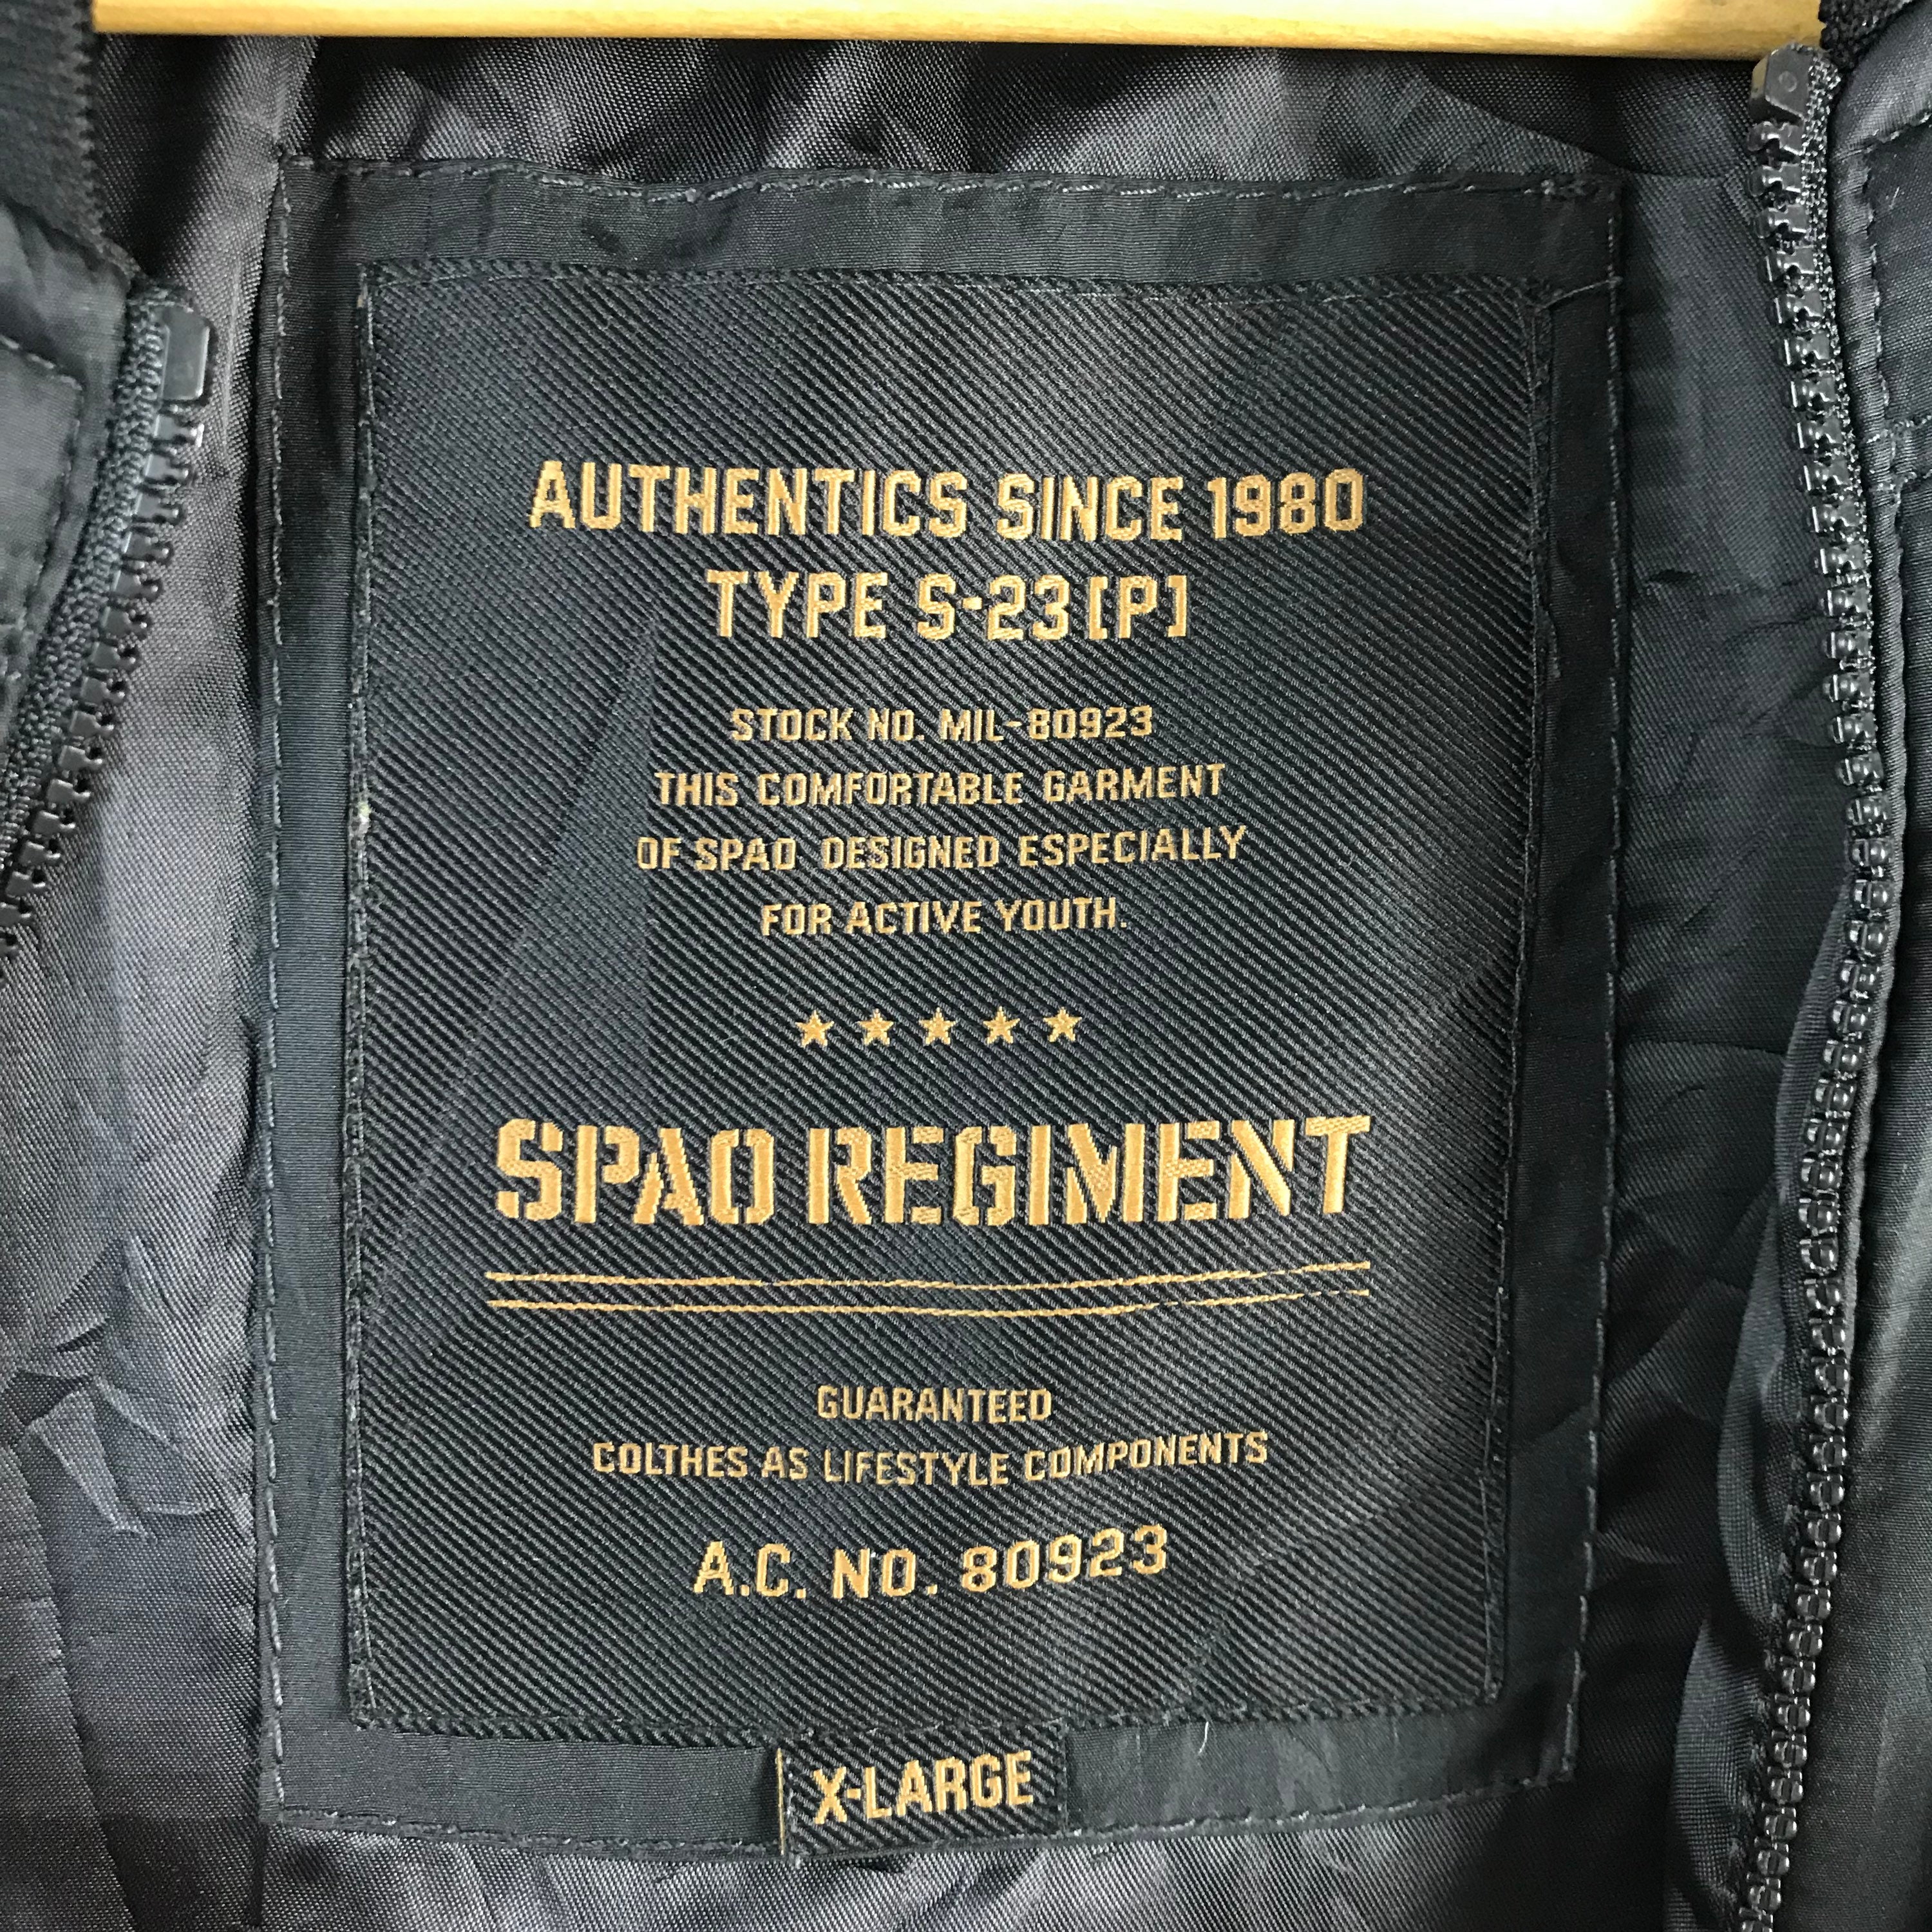 AUTHENTICS SINCE 1980
TYPE S-23[P]
STOCK NO. MIL-80923
THIS COMFORTABLE GARMENT
OF SPAO DESIGNED ESPECIALLY
FOR ACTIVE YOUTH.
★★★★★
SPAO REGIMENT
GUARANTEED
COLTHES AS LIFESTYLE COMPONENTS
A.C. NO. 80923
X-LARGE